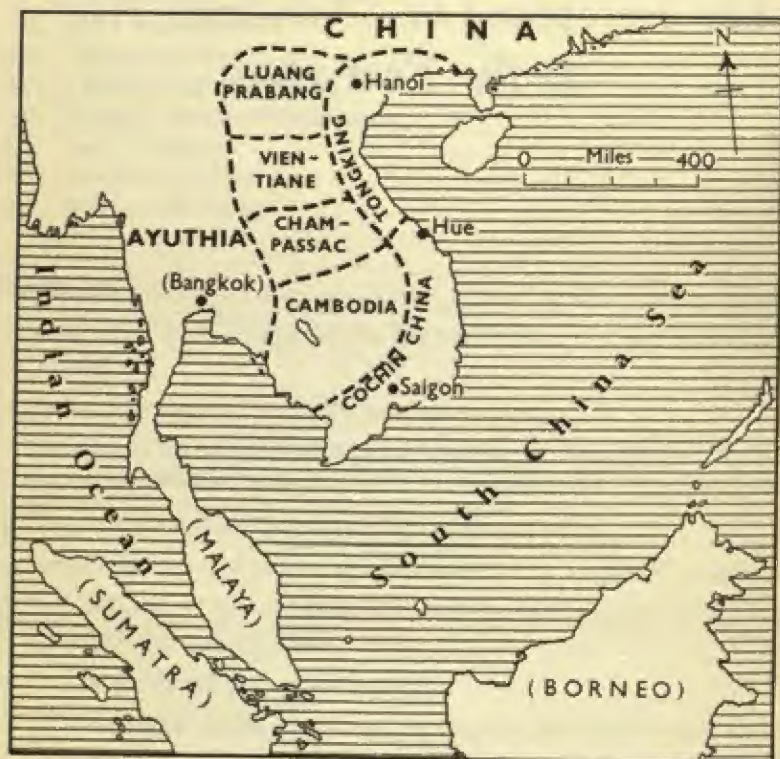 CHINA
N
LUANG
PRABANG
Hanoi
TONGKING
0 Miles 400
VIEN-
TIANE
CHAM-
PASSAC
Hue
AYUTHIA
(Bangkok)
CAMBODIA
COCHIN CHINA
Saigon
Indian Ocean
South China Sea
(MALAYA)
(SUMATRA)
(BORNEO)